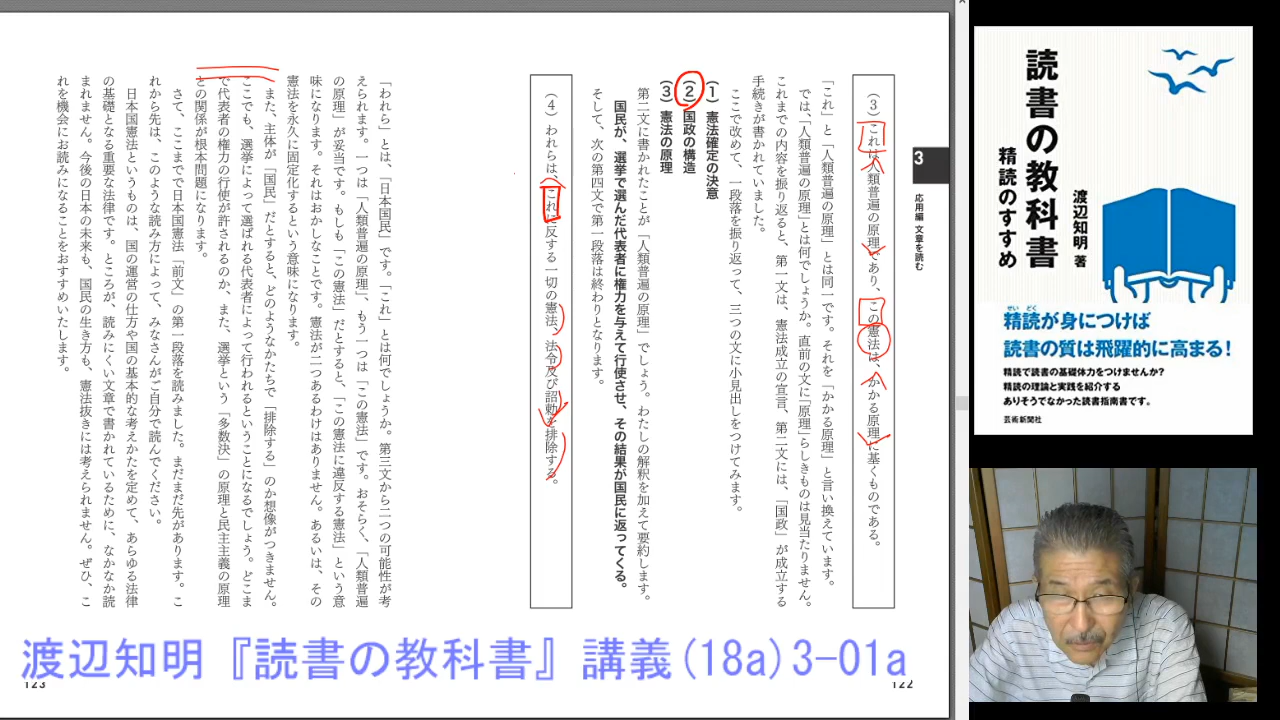 3
応用編 文章を読む
(3) これは人類普遍の原理であり、この憲法は、かかる原理に基くものである。
「これ」と「人類普遍の原理」とは同一です。それを「かかる原理」と言い換えています。
では、「人類普遍の原理」とは何でしょうか。直前の文に「原理」らしきものは見当たりません。
これまでの内容を振り返ると、第一文は、憲法成立の宣言、第二文には、「国政」が成立する
手続きが書かれていました。
ここで改めて、一段落を振り返って、三つの文に小見出しをつけてみます。
(1) 憲法確定の決意
(2) 国政の構造
(3) 憲法の原理
第二文に書かれたことが「人類普遍の原理」でしょう。わたしの解釈を加えて要約します。
国民が、選挙で選んだ代表者に権力を与えて行使させ、その結果が国民に返ってくる。
そして、次の第四文で第一段落は終わりとなります。
(4) われらは、これに反する一切の憲法、法令及び詔勅を排除する。
「われら」とは、「日本国民」です。「これ」とは何でしょうか。第三文から二つの可能性が考
えられます。一つは「人類普遍の原理」、もう一つは「この憲法」です。おそらく、「人類普遍
の原理」が妥当です。もしも「この憲法」だとすると、「この憲法に違反する憲法」という意
味になります。それはおかしなことです。憲法が二つあるわけはありません。あるいは、その
憲法を永久に固定化するという意味になります。
また、主体が「国民」だとすると、どのようなかたちで「排除する」のか想像がつきません。
ここでも、選挙によって選ばれる代表者によって行われるということになるでしょう。どこま
で代表者の権力の行使が許されるのか、また、選挙という「多数決」の原理と民主主義の原理
との関係が根本問題になります。
さて、ここまでで日本国憲法「前文」の第一段落を読みました。まだまだ先があります。こ
れから先は、このような読み方によって、みなさんがご自分で読んでください。
日本国憲法というものは、国の運営の仕方や国の基本的な考えかたを定めて、あらゆる法律
の基礎となる重要な法律です。ところが、読みにくい文章で書かれているために、なかなか読
まれません。今後の日本の未来も、国民の生き方も、憲法抜きには考えられません。ぜひ、こ
れを機会にお読みになることをおすすめいたします。
123
122
渡辺知明『読書の教科書』講義(18a)3-01a
読書の教科書
精読のすすめ
渡辺知明 著
せい どく
精読が身につけば
読書の質は飛躍的に高まる!
精読で読書の基礎体力をつけませんか?
精読の理論と実践を紹介する
ありそうでなかった読書指南書です。
芸術新聞社